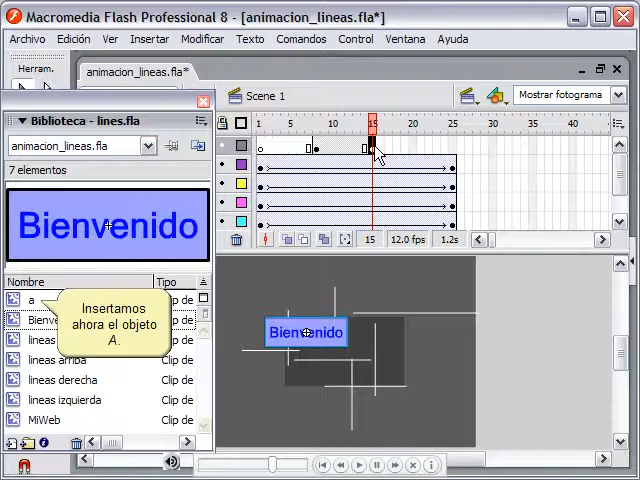 Macromedia Flash Professional 8 - [animacion_lineas.fla*]
Archivo Edición Ver Insertar Modificar Texto Comandos Control Ventana Ayuda
Herram.
animacion_lineas.fla*
Scene 1
Mostrar fotograma
Biblioteca - lines.fla
animacion_lineas.fla
7 elementos
Bienvenido
1 5 10 15 20 25 30 35 40
15 12.0 fps 1.2s
Nombre Tipo
a Clip de
Clip de
lineas Clip de
lineas arriba Clip de
lineas derecha Clip de
lineas izquierda Clip de
MiWeb Clip de
Insertamos
ahora el objeto
A.
Bienvenido